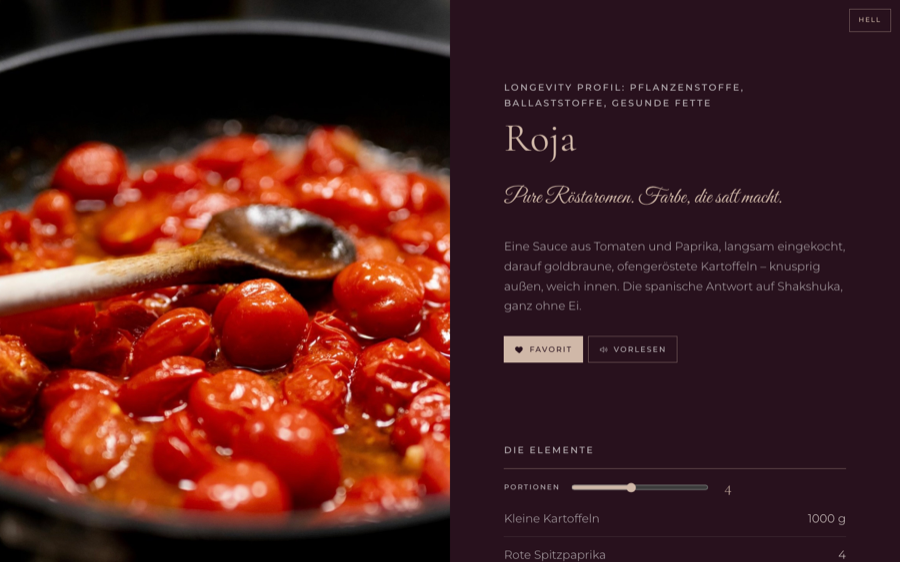 HELL
LONGEVITY PROFIL: PFLANZENSTOFFE,
BALLASTSTOFFE, GESUNDE FETTE
Roja
Pure Röstaromen. Farbe, die satt macht.
Eine Sauce aus Tomaten und Paprika, langsam eingekocht,
darauf goldbraune, ofengeröstete Kartoffeln – knusprig
außen, weich innen. Die spanische Antwort auf Shakshuka,
ganz ohne Ei.
FAVORIT VORLESEN
DIE ELEMENTE
PORTIONEN 4
Kleine Kartoffeln 1000 g
Rote Spitzpaprika 4